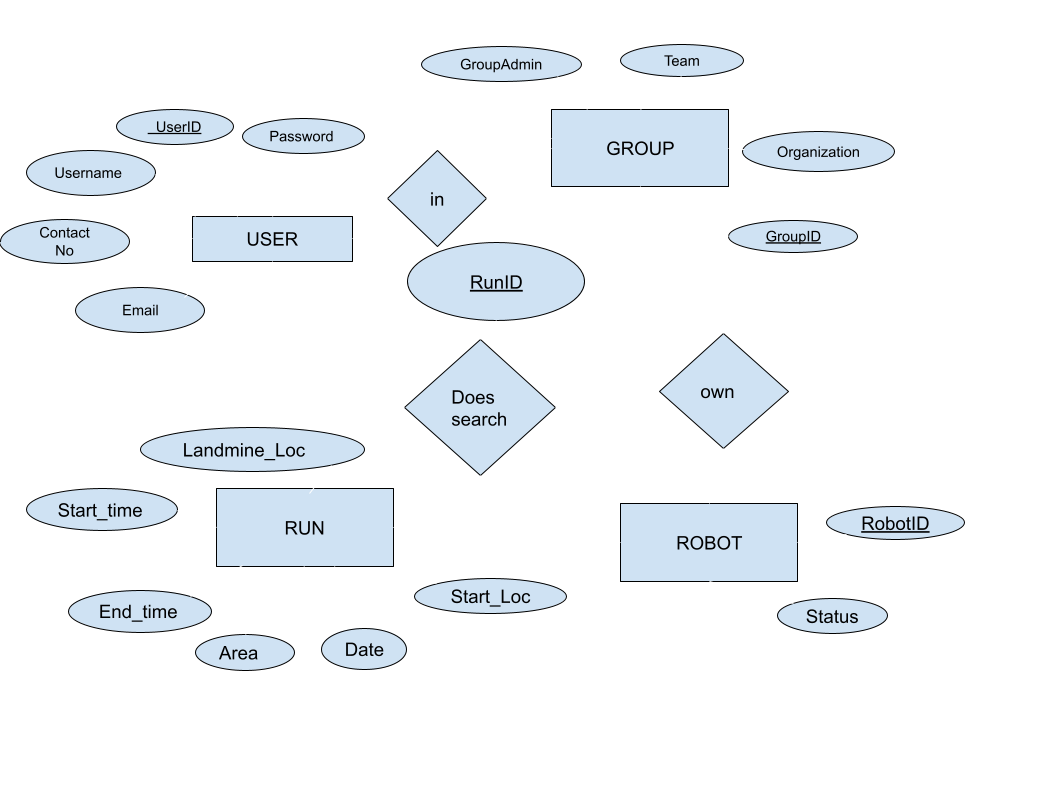 GroupAdmin
Team
_UserID
Password
GROUP
Organization
Username
in
Contact
No
USER
GroupID
RunID
Email
Does
search
own
Landmine_Loc
Start_time
RUN
RobotID
ROBOT
Start_Loc
End_time
Status
Area
Date